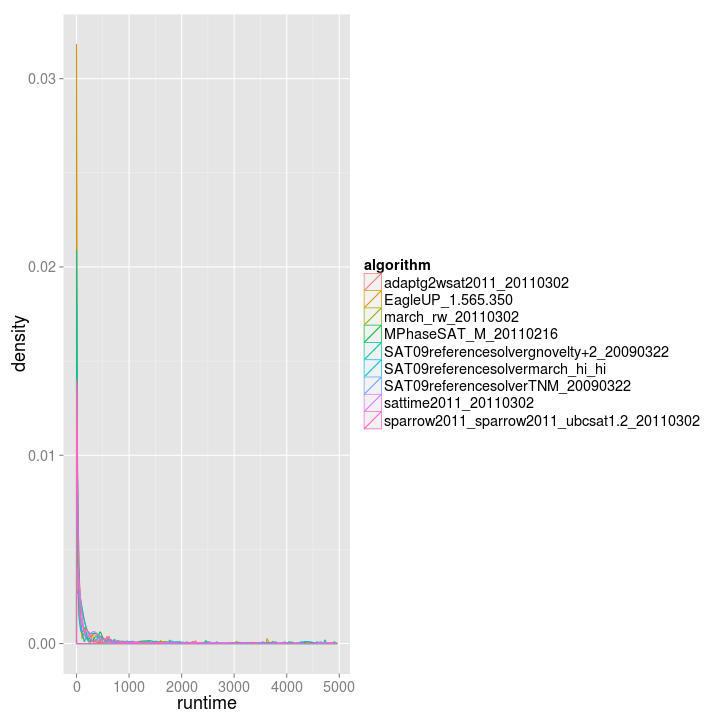 0.03
0.02
0.01
0.00
density
0 1000 2000 3000 4000 5000
runtime
algorithm
adaptg2wsat2011_20110302
EagleUP_1.565.350
march_rw_20110302
MPhaseSAT_M_20110216
SAT09referencesolvergnovelty+2_20090322
SAT09referencesolvermarch_hi_hi
SAT09referencesolverTNM_20090322
sattime2011_20110302
sparrow2011_sparrow2011_ubcsat1.2_20110302